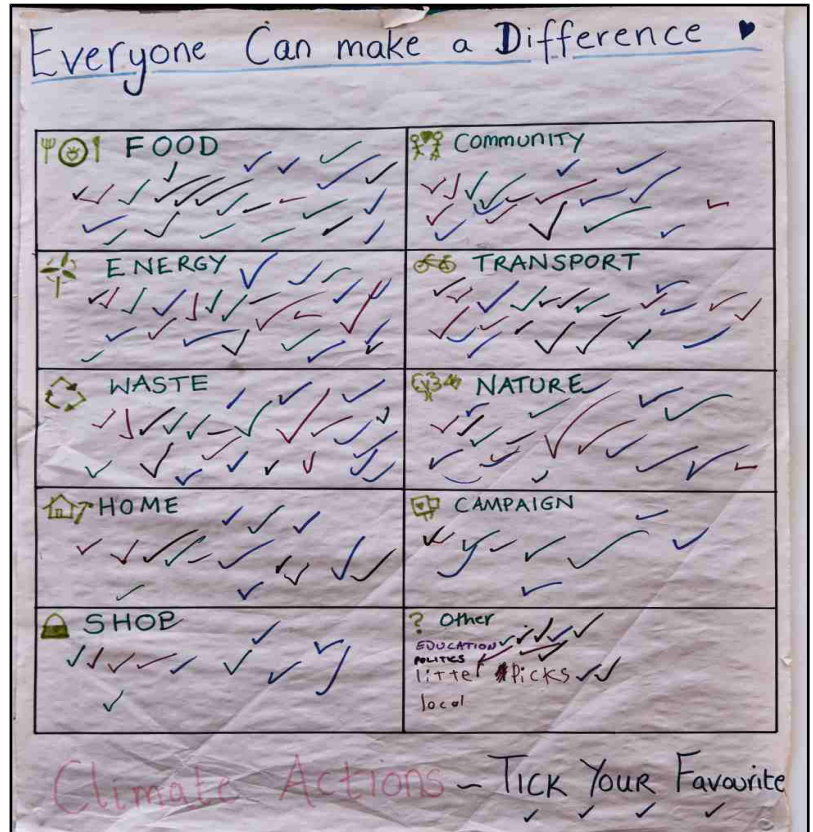 Everyone Can make a Difference
FOOD
Community
ENERGY
TRANSPORT
WASTE
NATURE
HOME
CAMPAIGN
SHOP
? Other
EDUCATION
POLITICS
litter Picks
local
Climate Actions - TICK YOUR Favourite